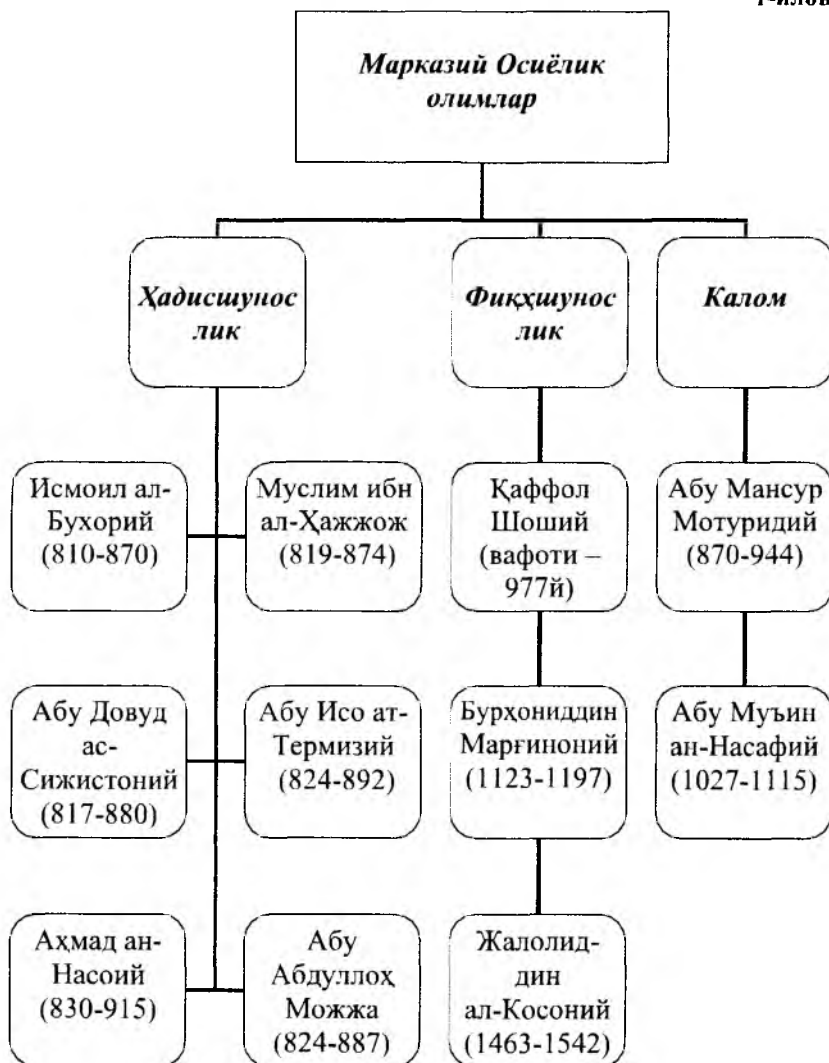 Марказий Осиёлик
олимлар
Ҳадисшунос
лик
Фиқҳшунос
лик
Калом
Исмоил ал-
Бухорий
(810-870)
Муслим ибн
ал-Ҳажжож
(819-874)
Қаффол
Шоший
(вафоти –
977й)
Абу Мансур
Мотуридий
(870-944)
Абу Довуд
ас-
Сижистоний
(817-880)
Абу Исо ат-
Термизий
(824-892)
Бурҳониддин
Марғиноний
(1123-1197)
Абу Муъин
ан-Насафий
(1027-1115)
Аҳмад ан-
Насоий
(830-915)
Абу
Абдуллоҳ
Можжа
(824-887)
Жалолид-
дин
ал-Косоний
(1463-1542)